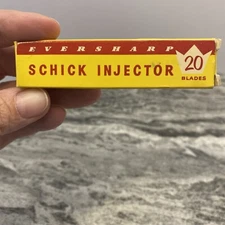 EVERSHARP
SCHICK INJECTOR
20
BLADES